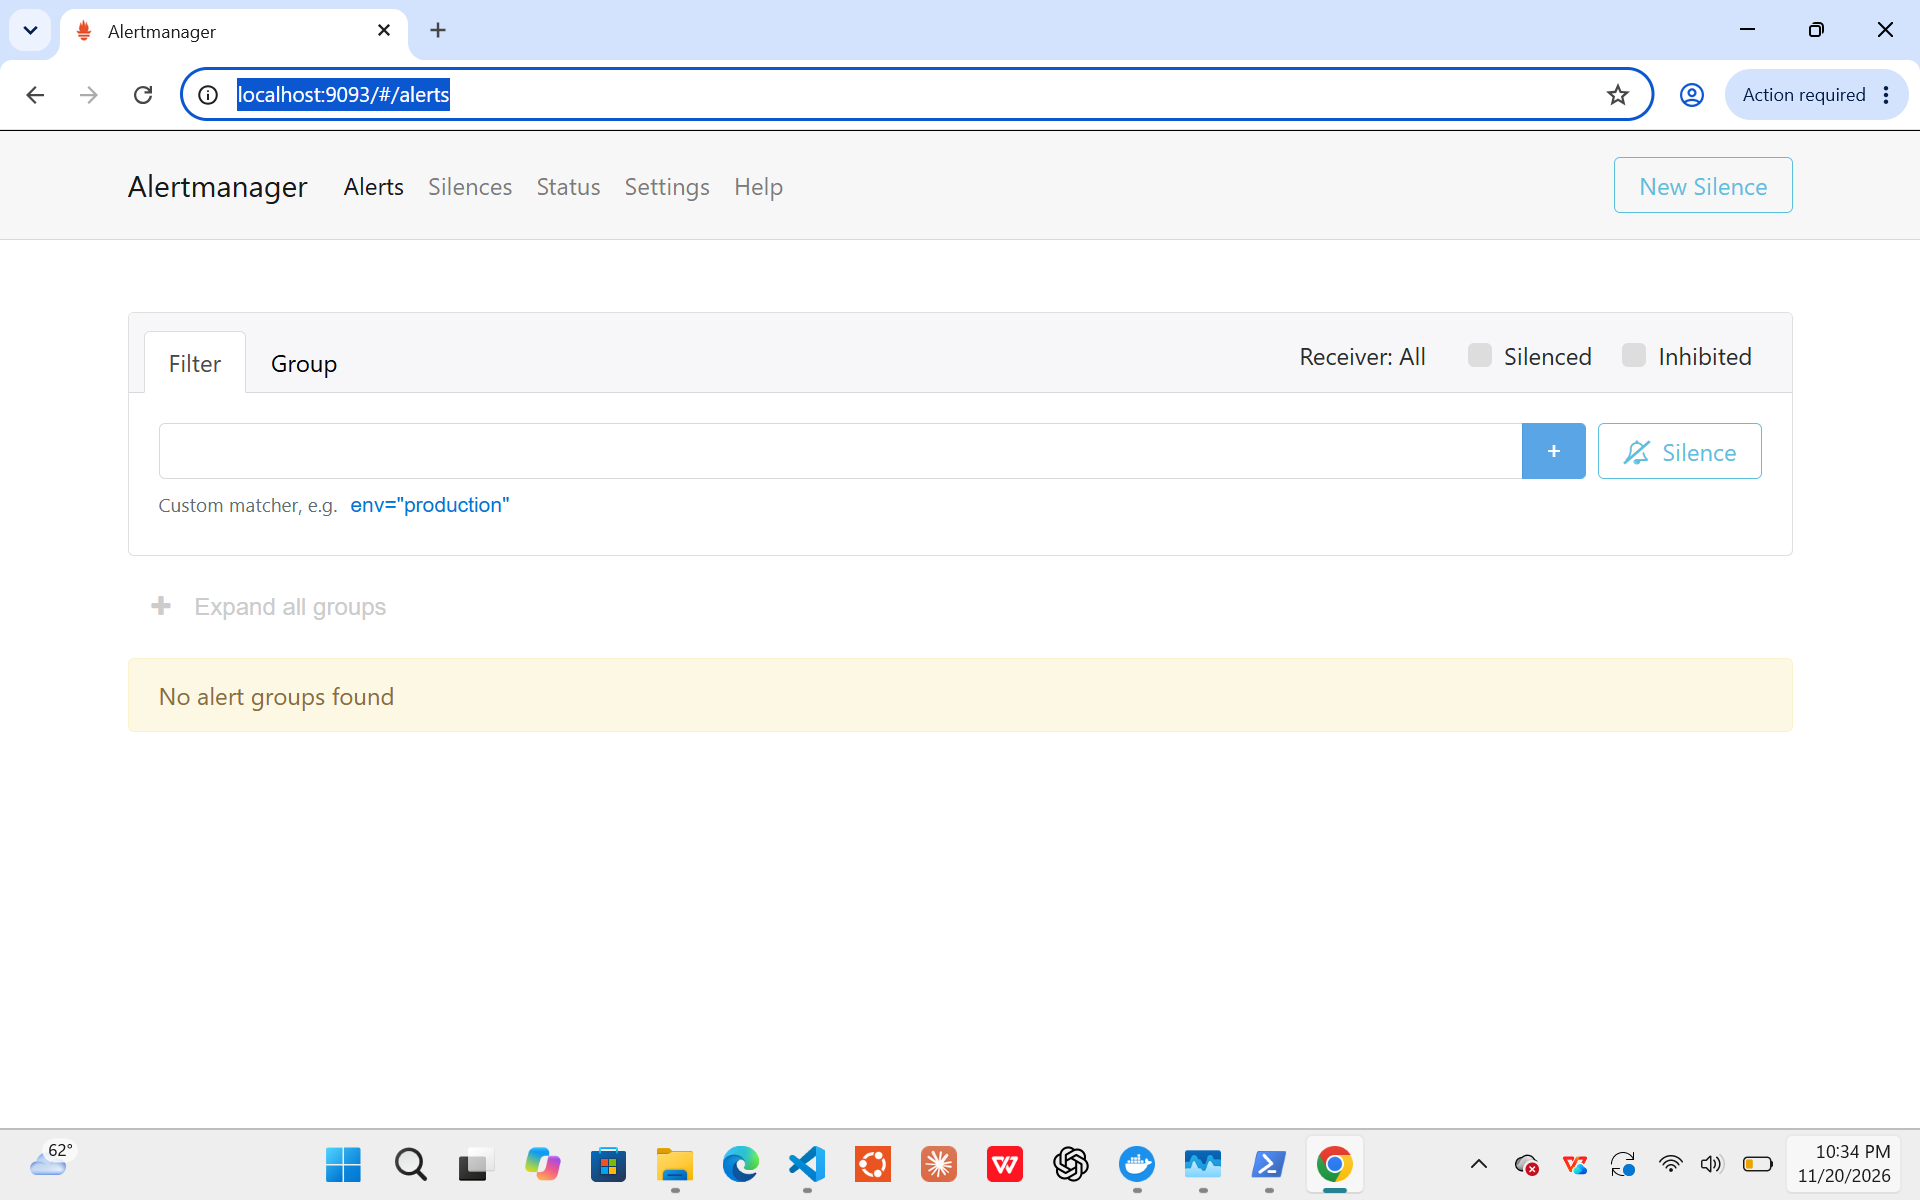 Alertmanager
localhost:9093/#/alerts
Action required
Alertmanager Alerts Silences Status Settings Help New Silence
Filter Group Receiver: All Silenced Inhibited
+ Silence
Custom matcher, e.g. env="production"
+ Expand all groups
No alert groups found
62°
10:34 PM
11/20/2026